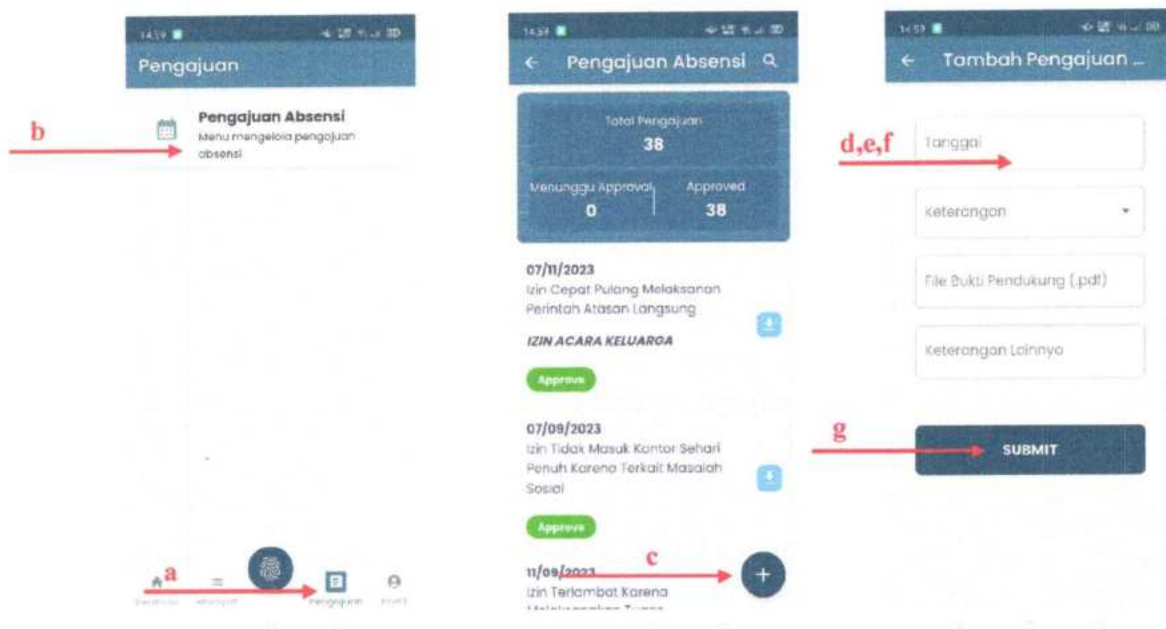 14.59
Pengajuan
b
Pengajuan Absensi
Menu mengelola pengajuan
absensi
a
Pengajuan
14.59
Pengajuan Absensi
Total Pengajuan
38
Menunggu Approval
0
Approved
38
07/11/2023
Izin Cepat Pulang Melaksanan
Perintah Atasan Langsung
IZIN ACARA KELUARGA
Approve
07/09/2023
Izin Tidak Masuk Kantor Sehari
Penuh Karena Terkait Masalah
Sosial
Approve
c
11/09/2023
Izin Terlambat Karena
Melaksanakan Tugas
14.59
Tambah Pengajuan ...
d,e,f
Tanggal
Keterangan
File Bukti Pendukung (.pdf)
Keterangan Lainnya
g
SUBMIT